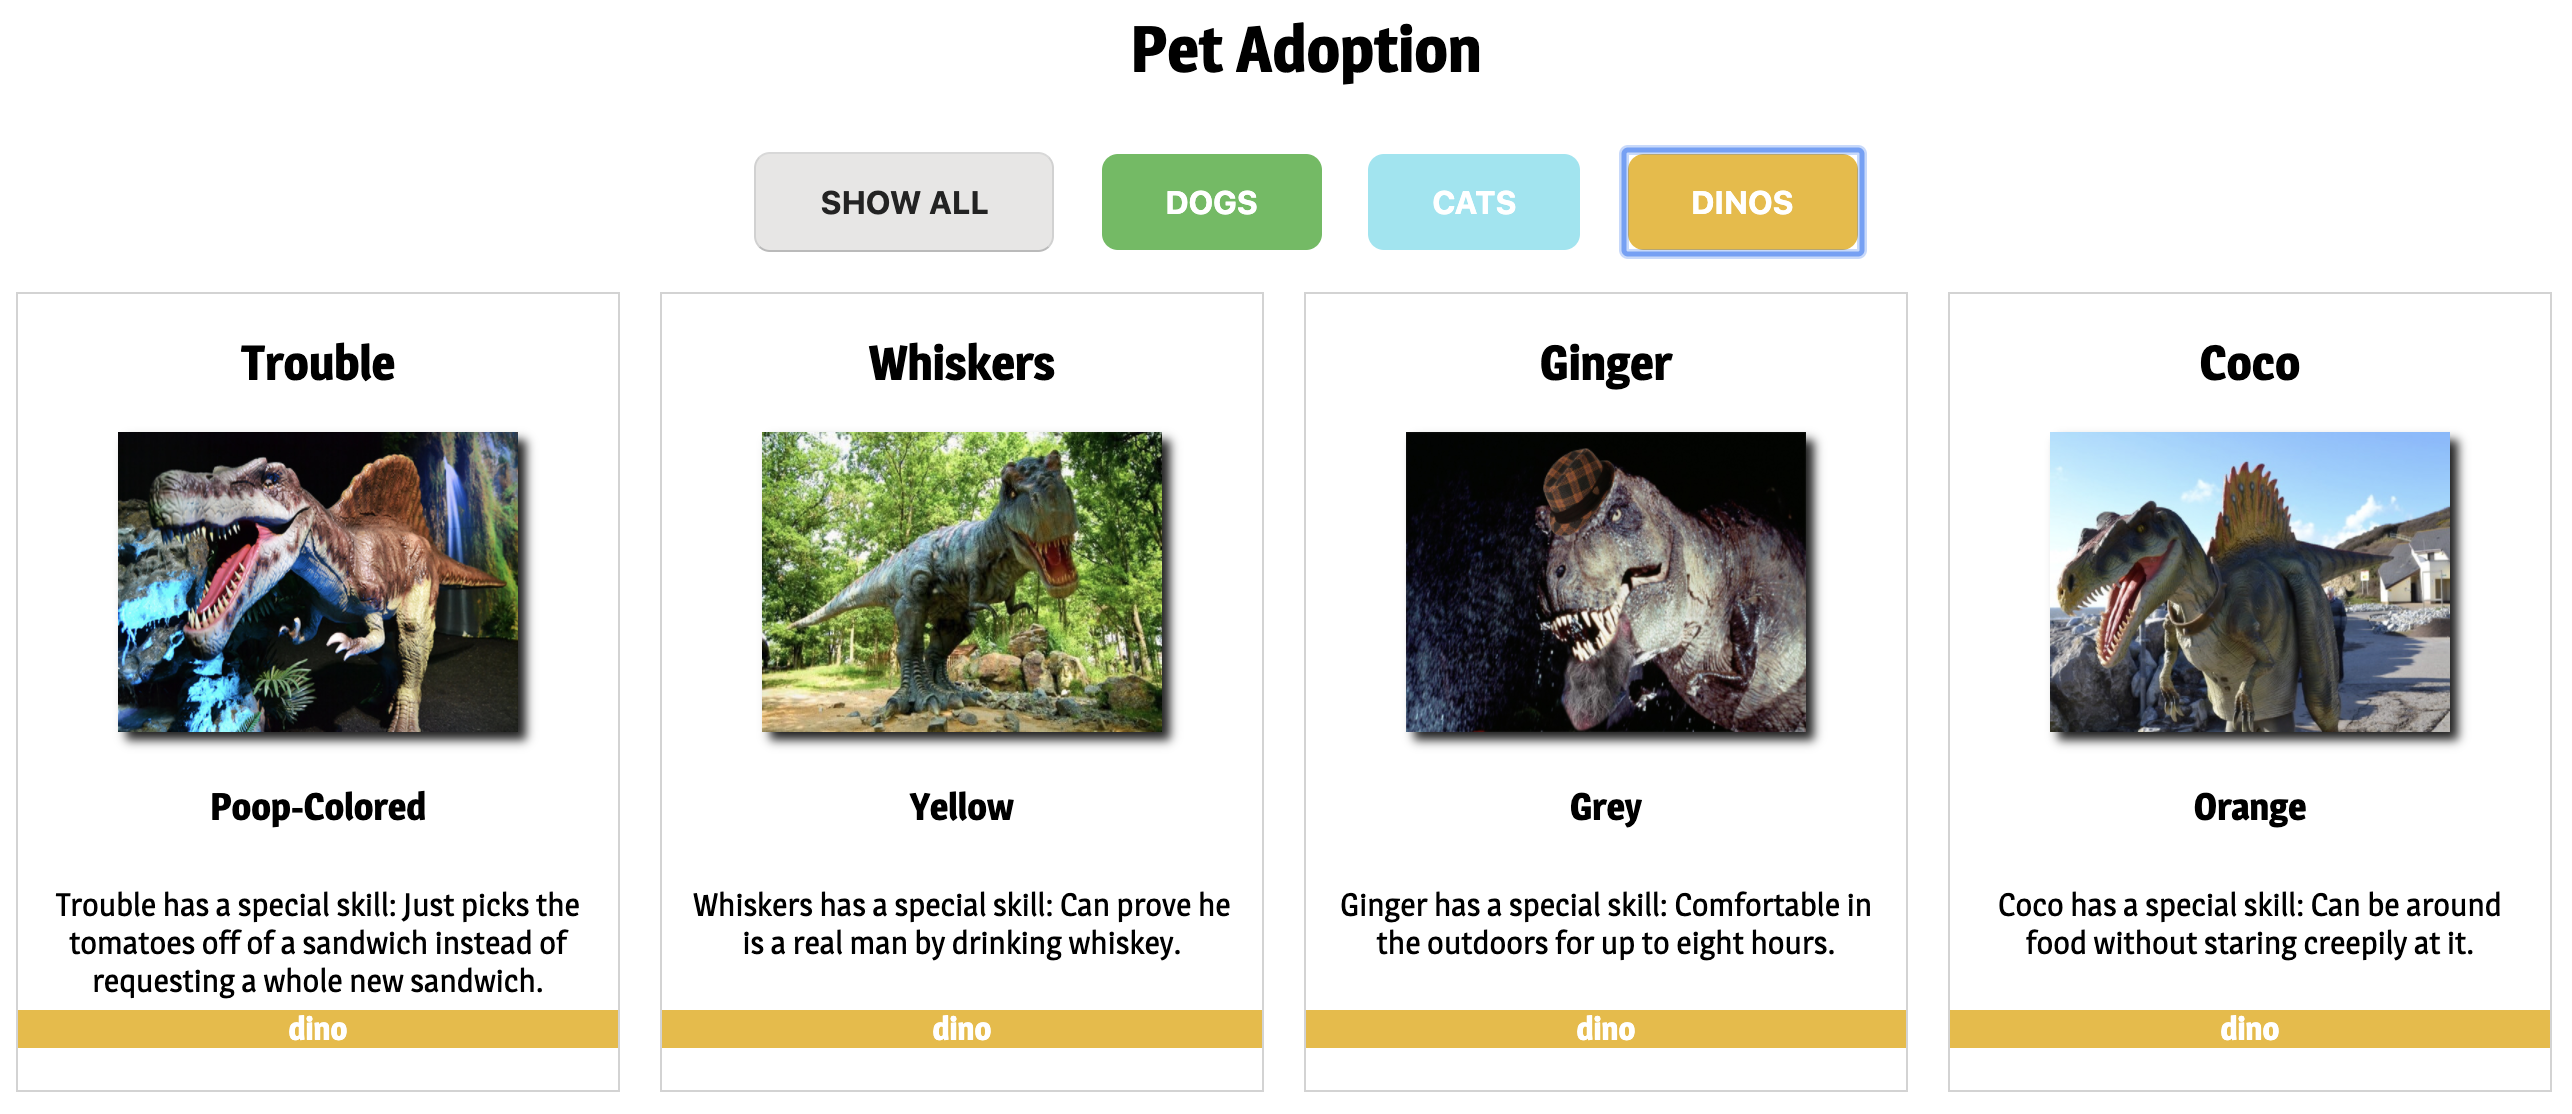 Pet Adoption
SHOW ALL
DOGS
CATS
DINOS
Trouble
Poop-Colored
Trouble has a special skill: Just picks the
tomatoes off of a sandwich instead of
requesting a whole new sandwich.
dino
Whiskers
Yellow
Whiskers has a special skill: Can prove he
is a real man by drinking whiskey.
dino
Ginger
Grey
Ginger has a special skill: Comfortable in
the outdoors for up to eight hours.
dino
Coco
Orange
Coco has a special skill: Can be around
food without staring creepily at it.
dino